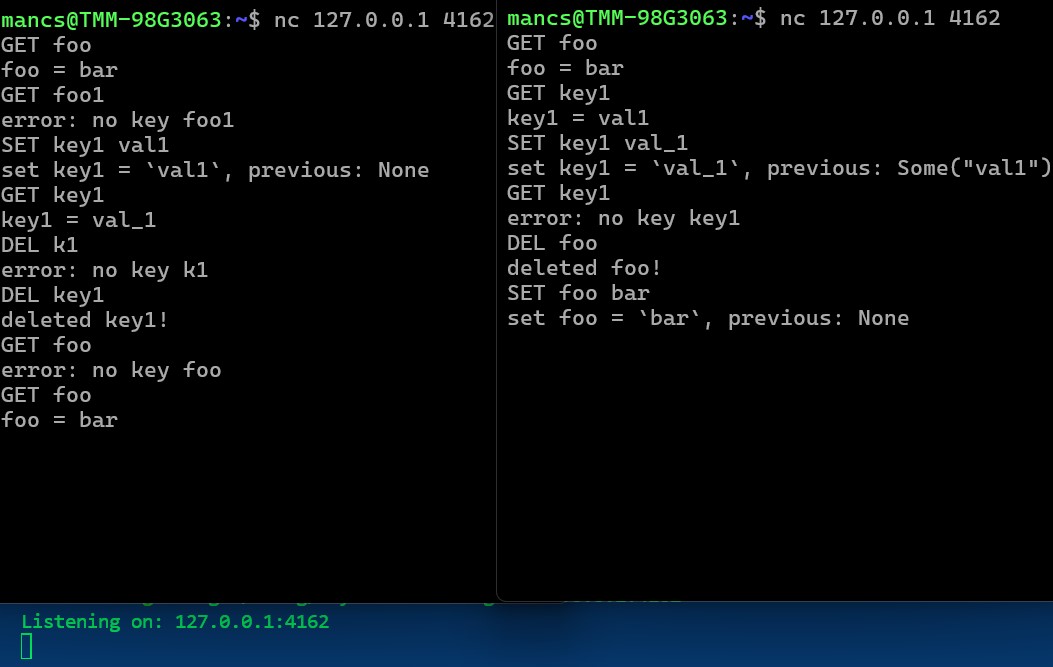 mancs@TMM-98G3063:~$ nc 127.0.0.1 4162
GET foo
foo = bar
GET foo1
error: no key foo1
SET key1 val1
set key1 = `val1`, previous: None
GET key1
key1 = val_1
DEL k1
error: no key k1
DEL key1
deleted key1!
GET foo
error: no key foo
GET foo
foo = bar
mancs@TMM-98G3063:~$ nc 127.0.0.1 4162
GET foo
foo = bar
GET key1
key1 = val1
SET key1 val_1
set key1 = `val_1`, previous: Some("val1")
GET key1
error: no key key1
DEL foo
deleted foo!
SET foo bar
set foo = `bar`, previous: None
Listening on: 127.0.0.1:4162